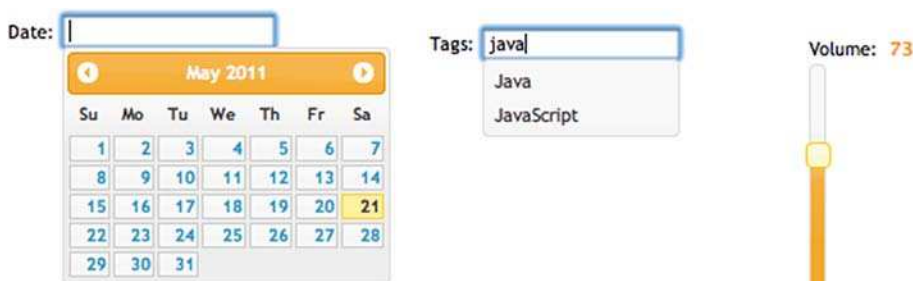 Date:
May 2011
Su Mo Tu We Th Fr Sa
1 2 3 4 5 6 7
8 9 10 11 12 13 14
15 16 17 18 19 20 21
22 23 24 25 26 27 28
29 30 31
Tags: java
Java
JavaScript
Volume: 73